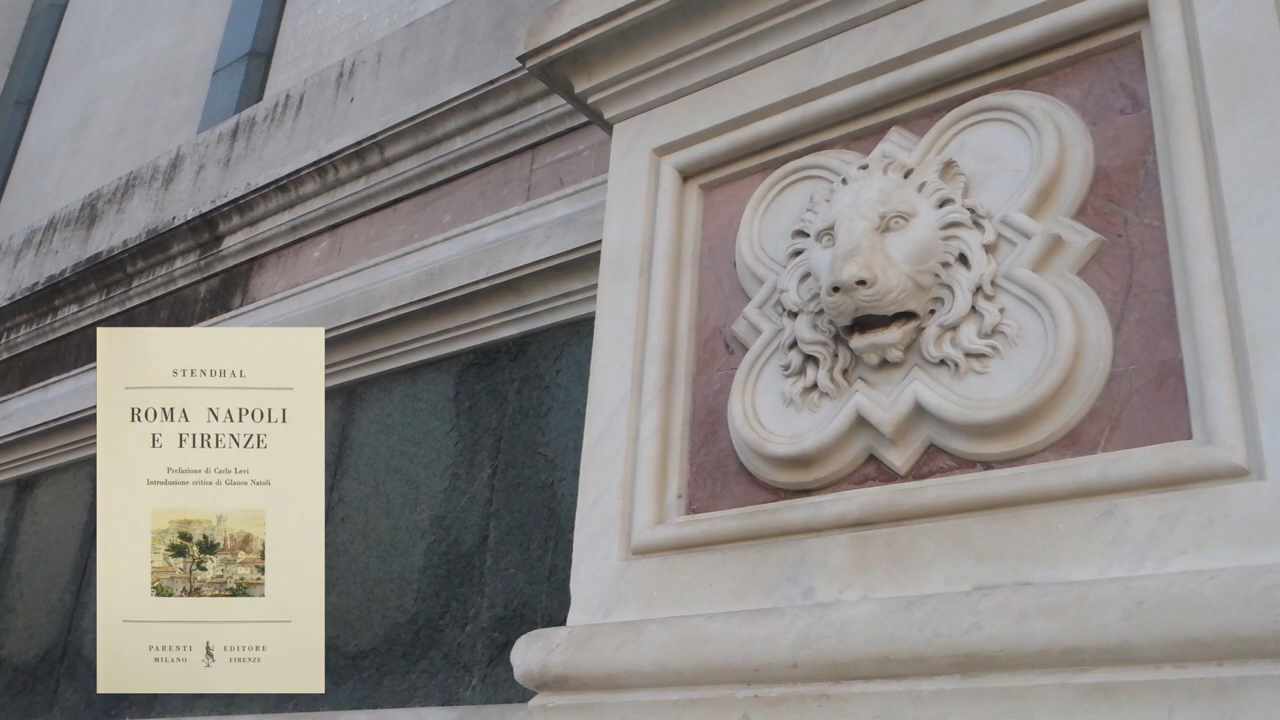 STENDHAL
ROMA NAPOLI
E FIRENZE
Prefazione di Carlo Levi
Introduzione critica di Glauco Natoli
PARENTI EDITORE
MILANO FIRENZE